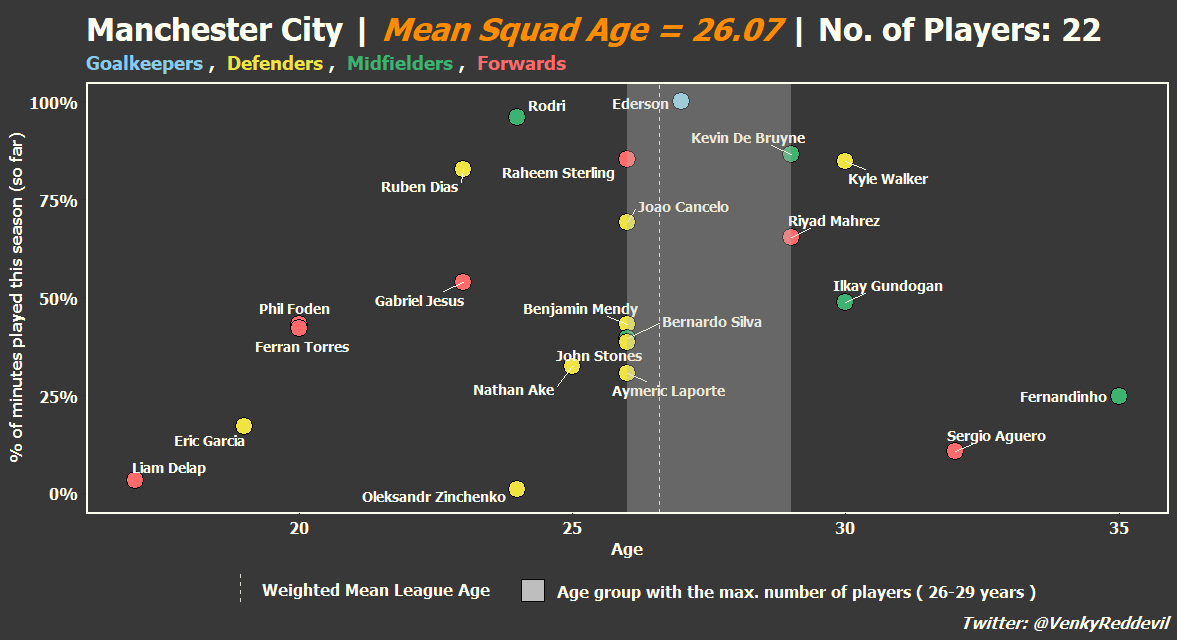 Manchester City | Mean Squad Age = 26.07 | No. of Players: 22
Goalkeepers , Defenders , Midfielders , Forwards
% of minutes played this season (so far)
100%
75%
50%
25%
0%
Rodri
Ederson
Kevin De Bruyne
Raheem Sterling
Kyle Walker
Ruben Dias
Joao Cancelo
Riyad Mahrez
Ilkay Gundogan
Gabriel Jesus
Phil Foden
Benjamin Mendy
Bernardo Silva
Ferran Torres
John Stones
Nathan Ake
Aymeric Laporte
Fernandinho
Eric Garcia
Sergio Aguero
Liam Delap
Oleksandr Zinchenko
20 25 30 35
Age
Weighted Mean League Age
Age group with the max. number of players ( 26-29 years )
Twitter: @VenkyReddevil